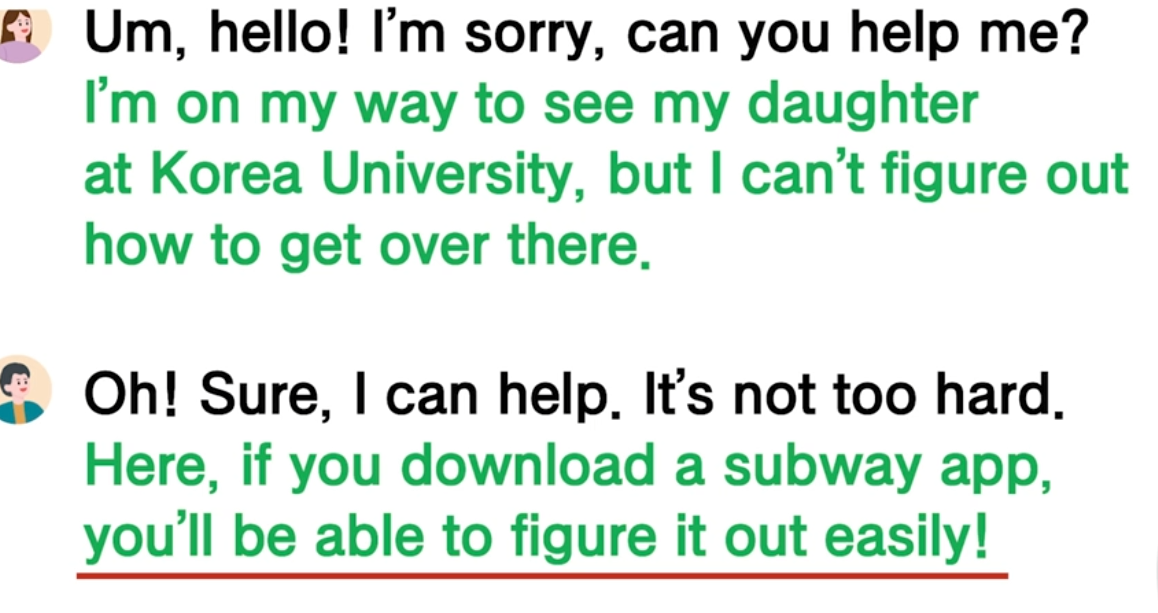 Um, hello! I'm sorry, can you help me?
I'm on my way to see my daughter
at Korea University, but I can't figure out
how to get over there.
Oh! Sure, I can help. It's not too hard.
Here, if you download a subway app,
you'll be able to figure it out easily!